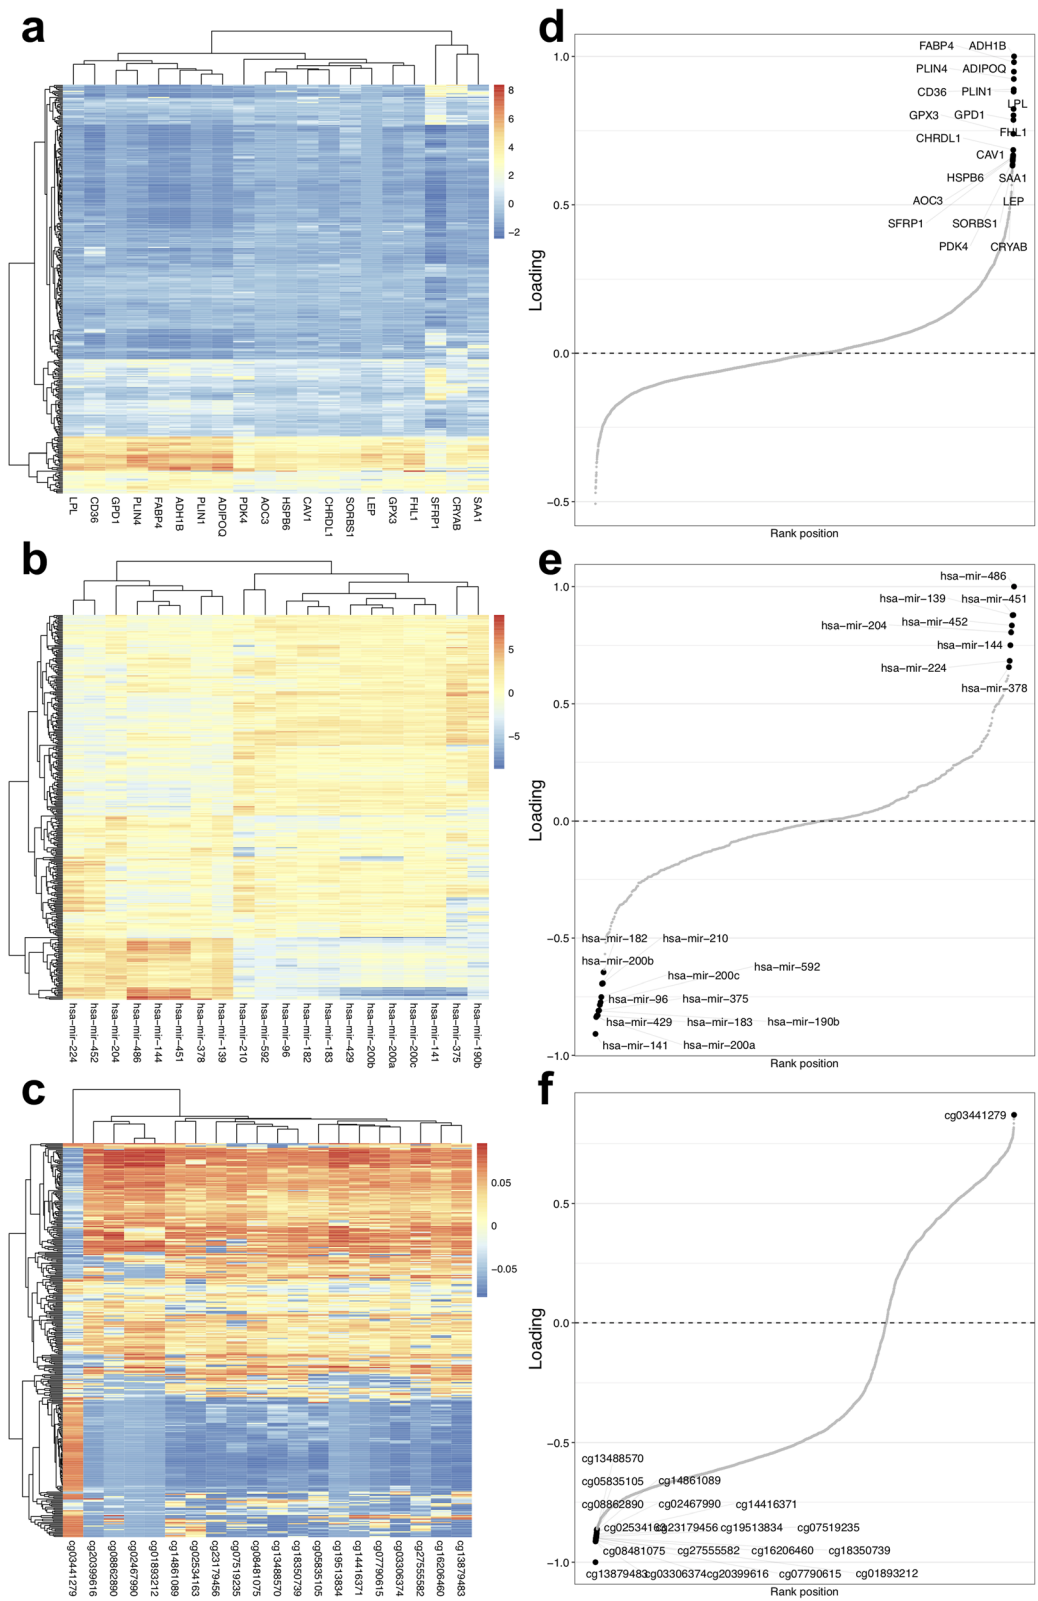 a
8
6
4
2
0
−2
LPL
CD36
GPD1
PLIN4
FABP4
ADH1B
PLIN1
ADIPOQ
PDK4
AOC3
HSPB6
CAV1
CHRDL1
SORBS1
LEP
GPX3
FHL1
SFRP1
CRYAB
SAA1
d
FABP4 ADH1B
PLIN4 ADIPOQ
CD36 PLIN1
LPL
GPX3 GPD1
FHL1
CHRDL1
CAV1
HSPB6 SAA1
AOC3 LEP
SFRP1 SORBS1
PDK4 CRYAB
1.0
0.5
0.0
−0.5
Loading
Rank position
b
5
0
−5
hsa−mir−224
hsa−mir−452
hsa−mir−204
hsa−mir−486
hsa−mir−144
hsa−mir−451
hsa−mir−378
hsa−mir−139
hsa−mir−210
hsa−mir−592
hsa−mir−96
hsa−mir−182
hsa−mir−183
hsa−mir−429
hsa−mir−200b
hsa−mir−200a
hsa−mir−200c
hsa−mir−141
hsa−mir−375
hsa−mir−190b
e
hsa−mir−486
hsa−mir−139 hsa−mir−451
hsa−mir−204 hsa−mir−452
hsa−mir−144
hsa−mir−224
hsa−mir−378
hsa−mir−182 hsa−mir−210
hsa−mir−200b
hsa−mir−200c hsa−mir−592
hsa−mir−96 hsa−mir−375
hsa−mir−429 hsa−mir−183 hsa−mir−190b
hsa−mir−141 hsa−mir−200a
1.0
0.5
0.0
−0.5
−1.0
Loading
Rank position
c
0.05
0
−0.05
cg03441279
cg20399616
cg08862890
cg02467990
cg01893212
cg14861089
cg02534163
cg23179456
cg07519235
cg08481075
cg13488570
cg18350739
cg05835105
cg19513834
cg14416371
cg07790615
cg03306374
cg27555582
cg16206460
cg13879483
f
cg03441279
cg13488570
cg05835105 cg14861089
cg08862890 cg02467990 cg14416371
cg02534163 cg23179456 cg19513834 cg07519235
cg08481075 cg27555582 cg16206460 cg18350739
cg13879483 cg03306374 cg20399616 cg07790615 cg01893212
0.5
0.0
−0.5
−1.0
Loading
Rank position